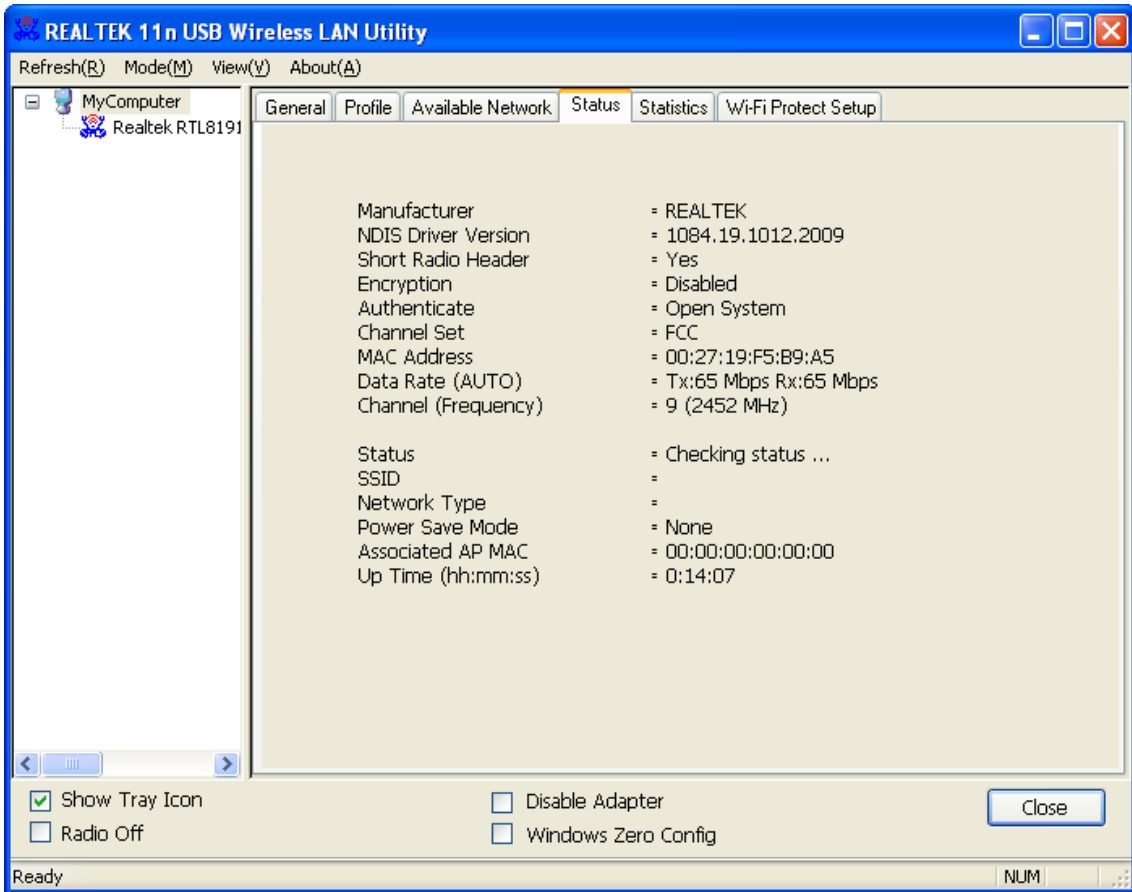 REALTEK 11n USB Wireless LAN Utility
Refresh(R) Mode(M) View(V) About(A)
MyComputer
Realtek RTL8191
General Profile Available Network Status Statistics Wi-Fi Protect Setup
Manufacturer = REALTEK
NDIS Driver Version = 1084.19.1012.2009
Short Radio Header = Yes
Encryption = Disabled
Authenticate = Open System
Channel Set = FCC
MAC Address = 00:27:19:F5:B9:A5
Data Rate (AUTO) = Tx:65 Mbps Rx:65 Mbps
Channel (Frequency) = 9 (2452 MHz)
Status = Checking status ...
SSID =
Network Type =
Power Save Mode = None
Associated AP MAC = 00:00:00:00:00:00
Up Time (hh:mm:ss) = 0:14:07
Show Tray Icon
Radio Off
Disable Adapter
Windows Zero Config
Close
Ready
NUM